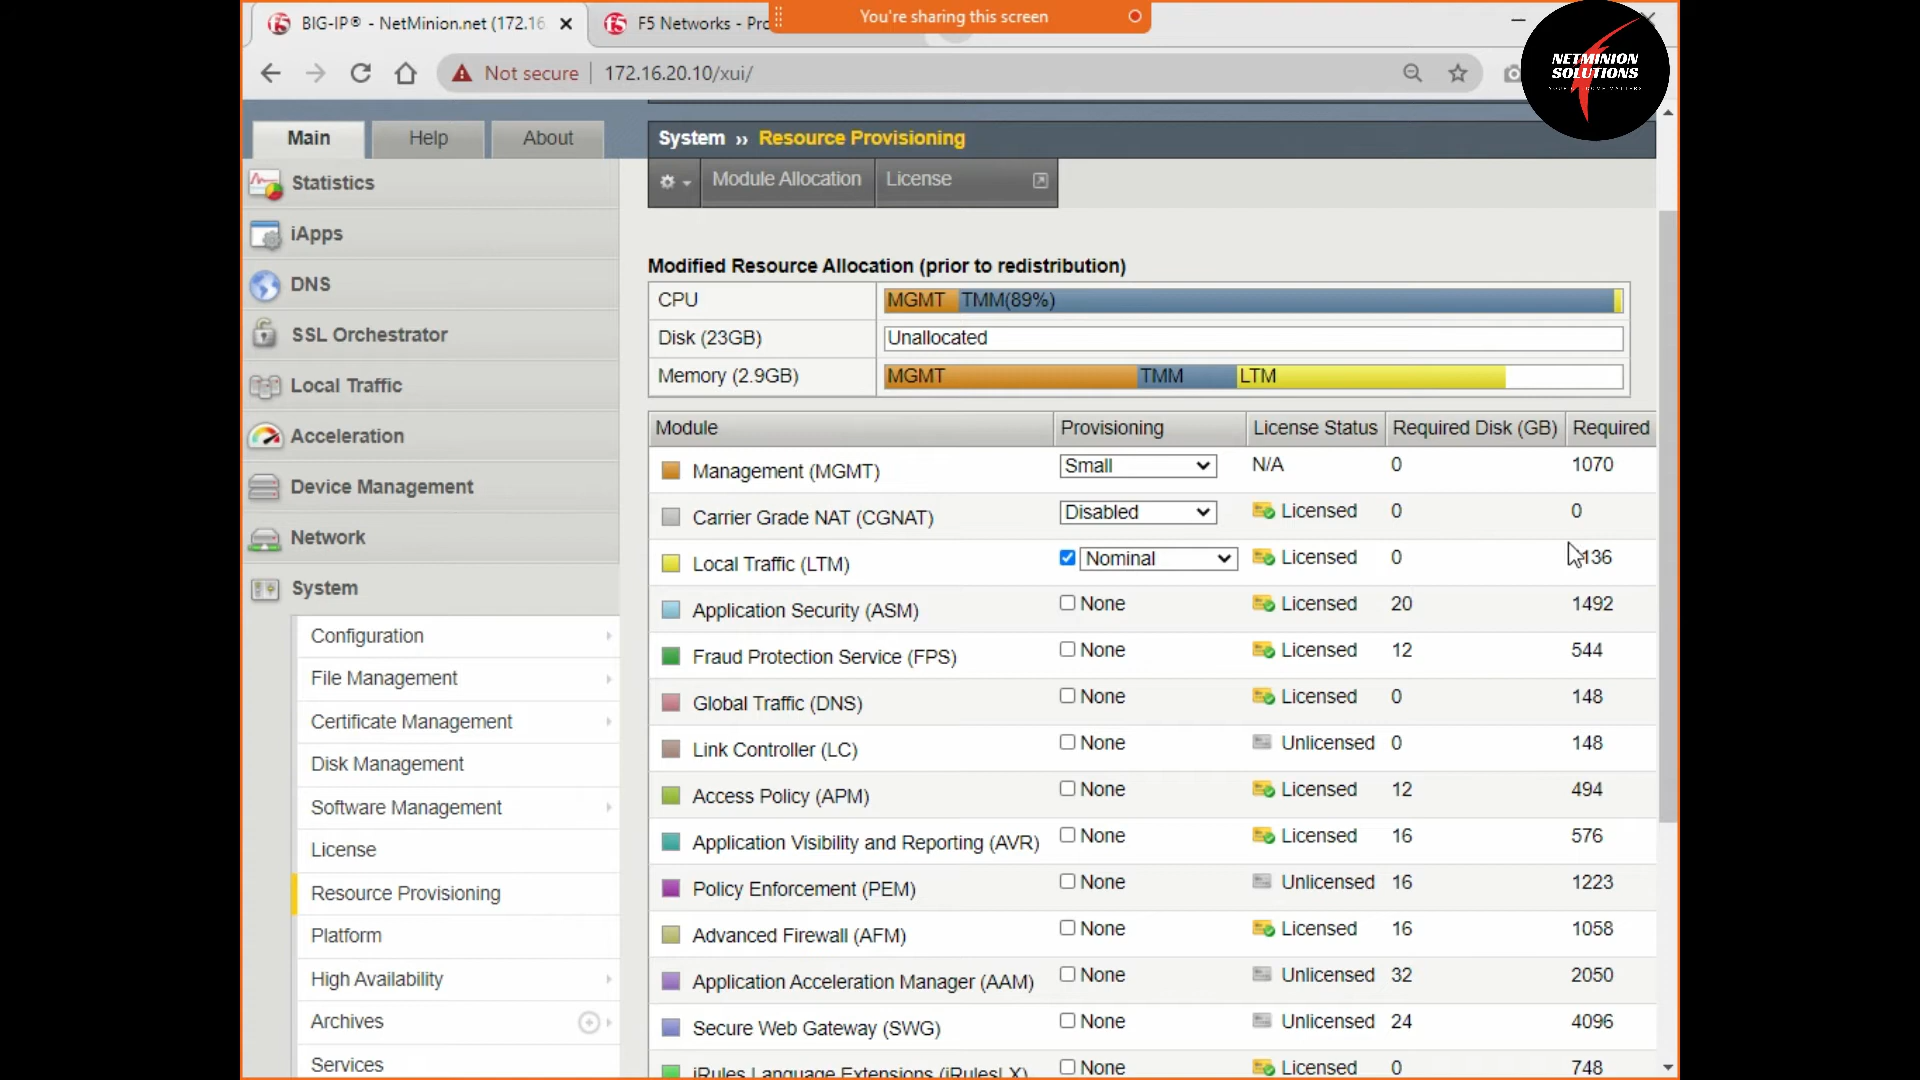 BIG-IP® - NetMinion.net (172.16
F5 Networks - Pro
You're sharing this screen
NETMINION
SOLUTIONS
Not secure
172.16.20.10/xui/
Main
Help
About
Statistics
iApps
DNS
SSL Orchestrator
Local Traffic
Acceleration
Device Management
Network
System
Configuration
File Management
Certificate Management
Disk Management
Software Management
License
Resource Provisioning
Platform
High Availability
Archives
Services
System ›› Resource Provisioning
Module Allocation
License
Modified Resource Allocation (prior to redistribution)
CPU MGMT TMM(89%)
Disk (23GB) Unallocated
Memory (2.9GB) MGMT TMM LTM
Module Provisioning License Status Required Disk (GB) Required
Management (MGMT) Small N/A 0 1070
Carrier Grade NAT (CGNAT) Disabled Licensed 0 0
Local Traffic (LTM) Nominal Licensed 0 136
Application Security (ASM) None Licensed 20 1492
Fraud Protection Service (FPS) None Licensed 12 544
Global Traffic (DNS) None Licensed 0 148
Link Controller (LC) None Unlicensed 0 148
Access Policy (APM) None Licensed 12 494
Application Visibility and Reporting (AVR) None Licensed 16 576
Policy Enforcement (PEM) None Unlicensed 16 1223
Advanced Firewall (AFM) None Licensed 16 1058
Application Acceleration Manager (AAM) None Unlicensed 32 2050
Secure Web Gateway (SWG) None Unlicensed 24 4096
iRules Language Extensions (iRulesLX) None Licensed 0 748